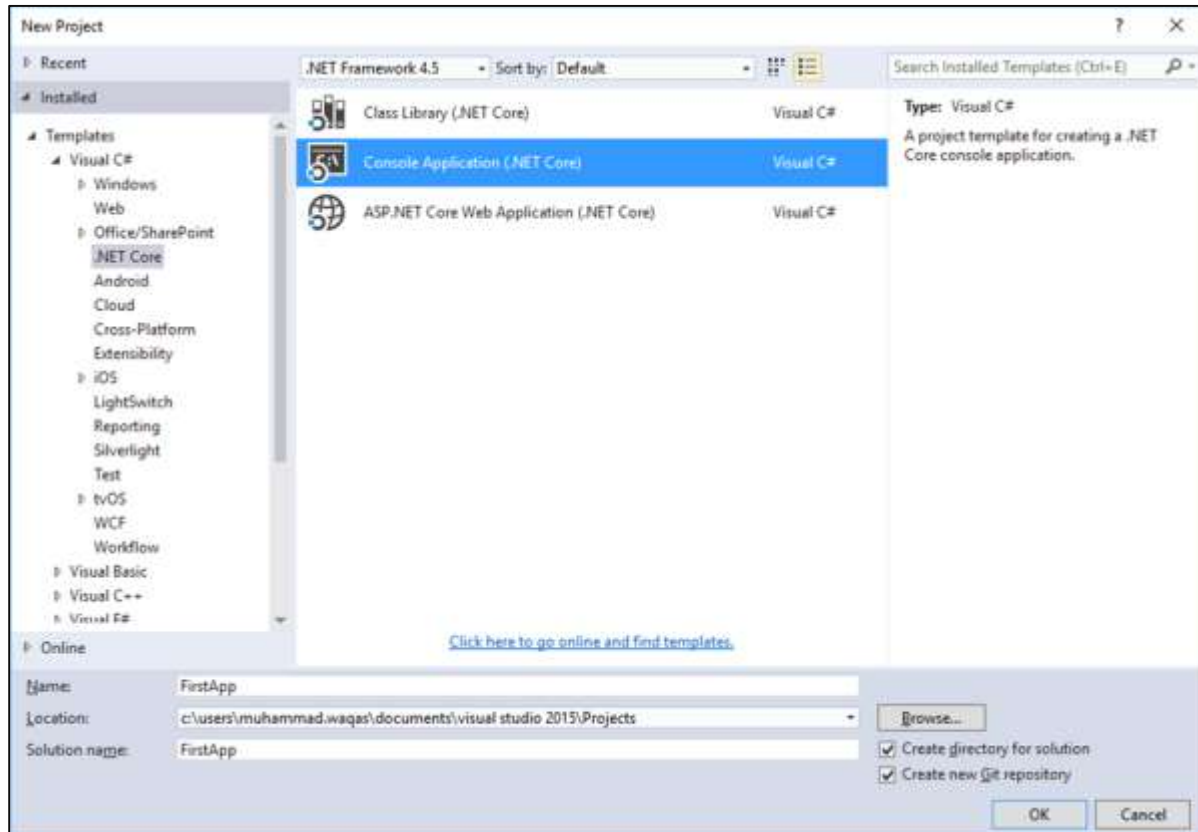 New Project
? ×
Recent
Installed
Templates
Visual C#
Windows
Web
Office/SharePoint
.NET Core
Android
Cloud
Cross-Platform
Extensibility
iOS
LightSwitch
Reporting
Silverlight
Test
tvOS
WCF
Workflow
Visual Basic
Visual C++
Visual F#
Online
.NET Framework 4.5
Sort by: Default
Class Library (.NET Core) Visual C#
Console Application (.NET Core) Visual C#
ASP.NET Core Web Application (.NET Core) Visual C#
Click here to go online and find templates.
Search Installed Templates (Ctrl+E)
Type: Visual C#
A project template for creating a .NET
Core console application.
Name: FirstApp
Location: c:\users\muhammad.waqas\documents\visual studio 2015\Projects
Browse...
Solution name: FirstApp
Create directory for solution
Create new Git repository
OK Cancel